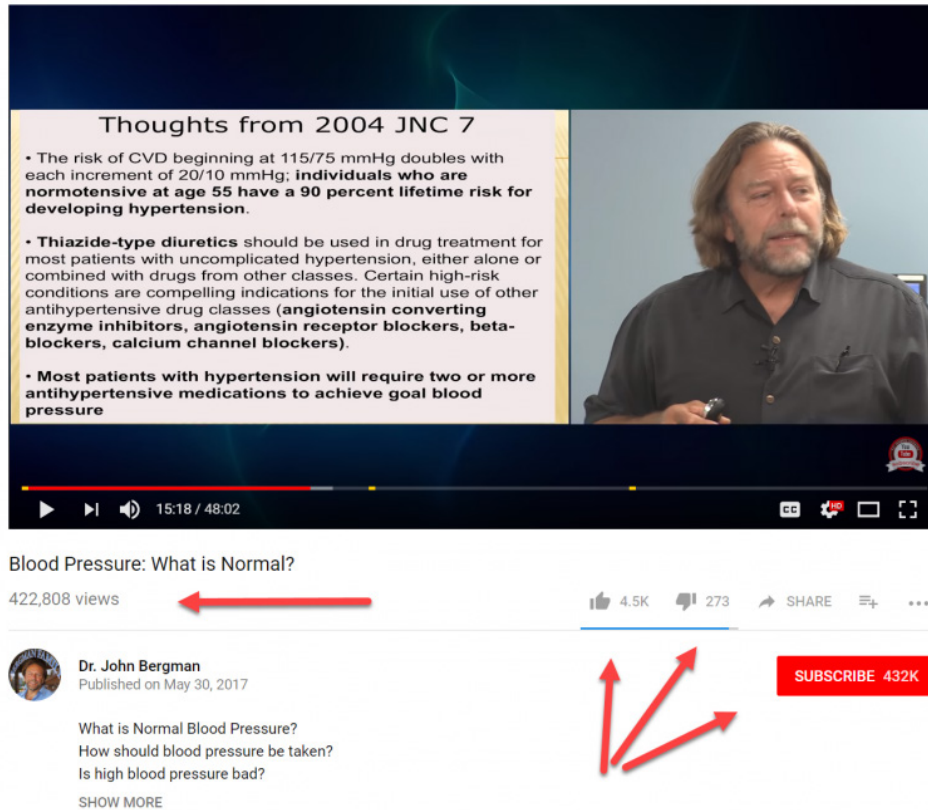 Thoughts from 2004 JNC 7
• The risk of CVD beginning at 115/75 mmHg doubles with
each increment of 20/10 mmHg; individuals who are
normotensive at age 55 have a 90 percent lifetime risk for
developing hypertension.
• Thiazide-type diuretics should be used in drug treatment for
most patients with uncomplicated hypertension, either alone or
combined with drugs from other classes. Certain high-risk
conditions are compelling indications for the initial use of other
antihypertensive drug classes (angiotensin converting
enzyme inhibitors, angiotensin receptor blockers, beta-
blockers, calcium channel blockers).
• Most patients with hypertension will require two or more
antihypertensive medications to achieve goal blood
pressure
15:18 / 48:02
CC HD
Blood Pressure: What is Normal?
422,808 views
4.5K 273 SHARE
Dr. John Bergman
Published on May 30, 2017
SUBSCRIBE 432K
What is Normal Blood Pressure?
How should blood pressure be taken?
Is high blood pressure bad?
SHOW MORE